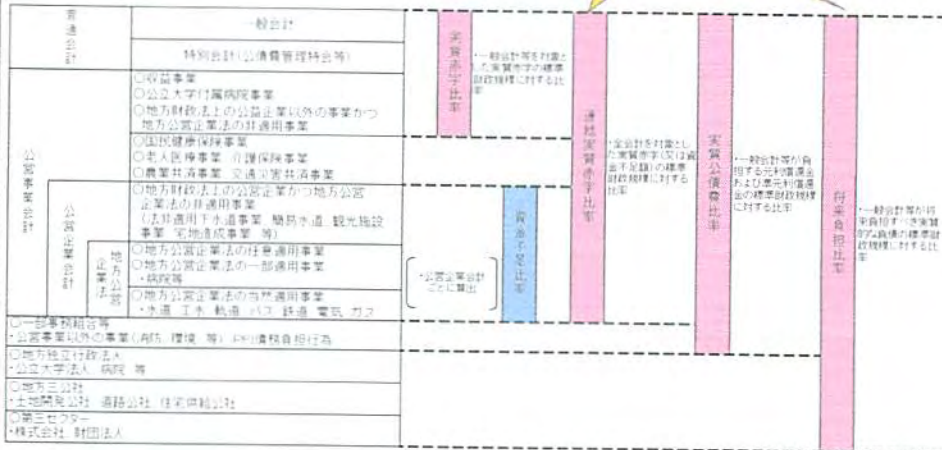 普通会計
一般会計
特別会計(公債費管理特会等)
公営事業会計
○収益事業
○公立大学付属病院事業
○地方財政法上の公益企業以外の事業かつ
地方公営企業法の非適用事業
○国民健康保険事業
○老人医療事業 介護保険事業
○農業共済事業 交通災害共済事業
公営企業会計
○地方財政法上の公営企業かつ地方公営
企業法の非適用事業
(法非適用下水道事業 簡易水道 観光施設
事業 宅地造成事業 等)
地方公営
企業法
○地方公営企業法の任意適用事業
○地方公営企業法の一部適用事業
・病院等
○地方公営企業法の当然適用事業
・水道 工水 軌道 バス 鉄道 電気 ガス
○一部事務組合等
・公営事業以外の事業(消防 環境 等) PFI債務負担行為
○地方独立行政法人
・公立大学法人 病院 等
○地方三公社
・土地開発公社 道路公社 住宅供給公社
○第三セクター
・株式会社 財団法人
実質赤字比率
・一般会計等を対象と
した実質赤字の標準
財政規模に対する比
率
・公営企業会計
ごとに算出
資金不足比率
連結実質赤字比率
・全会計を対象とし
た実質赤字(又は資
金不足額)の標準
財政規模に対する
比率
実質公債費比率
・一般会計等が負
担する元利償還金
および準元利償還
金の標準財政規模
に対する比率
将来負担比率
・一般会計等が将
来負担すべき実質
的な負債の標準財
政規模に対する比
率